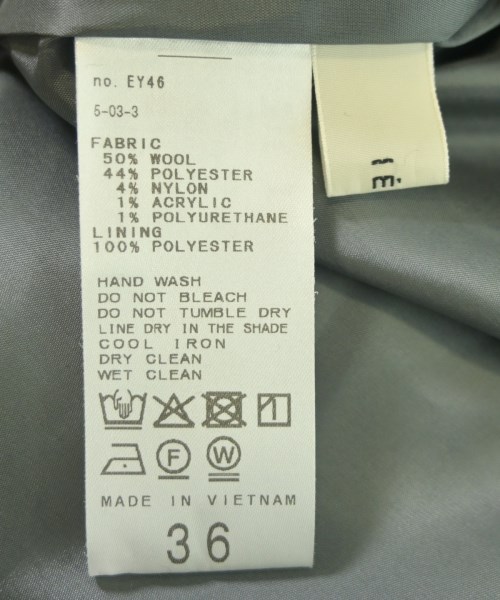 no. EY46
5-03-3
FABRIC
50% WOOL
44% POLYESTER
4% NYLON
1% ACRYLIC
1% POLYURETHANE
LINING
100% POLYESTER
HAND WASH
DO NOT BLEACH
DO NOT TUMBLE DRY
LINE DRY IN THE SHADE
COOL IRON
DRY CLEAN
WET CLEAN
F W
MADE IN VIETNAM
36